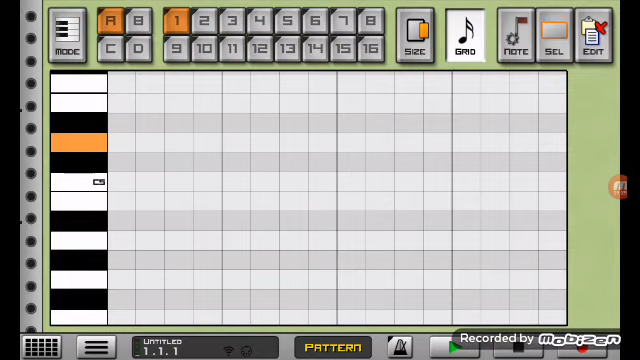 A B 1 2 3 4 5 6 7 8
C D 9 10 11 12 13 14 15 16
MODE SIZE GRID NOTE SEL EDIT
C5
Untitled
1.1.1
PATTERN
Recorded by Mobizen